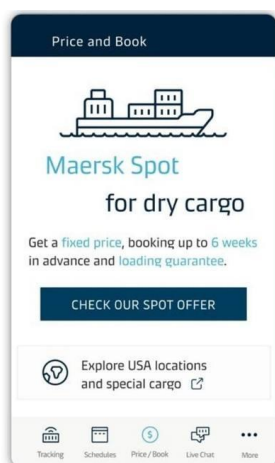 Price and Book
Maersk Spot
for dry cargo
Get a fixed price, booking up to 6 weeks
in advance and loading guarantee.
CHECK OUR SPOT OFFER
Explore USA locations
and special cargo
Tracking
Schedules
Price / Book
Live Chat
More